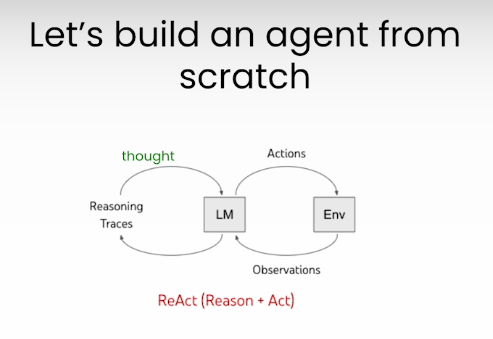 Let’s build an agent from
scratch
thought
Actions
Reasoning
Traces
LM
Env
Observations
ReAct (Reason + Act)